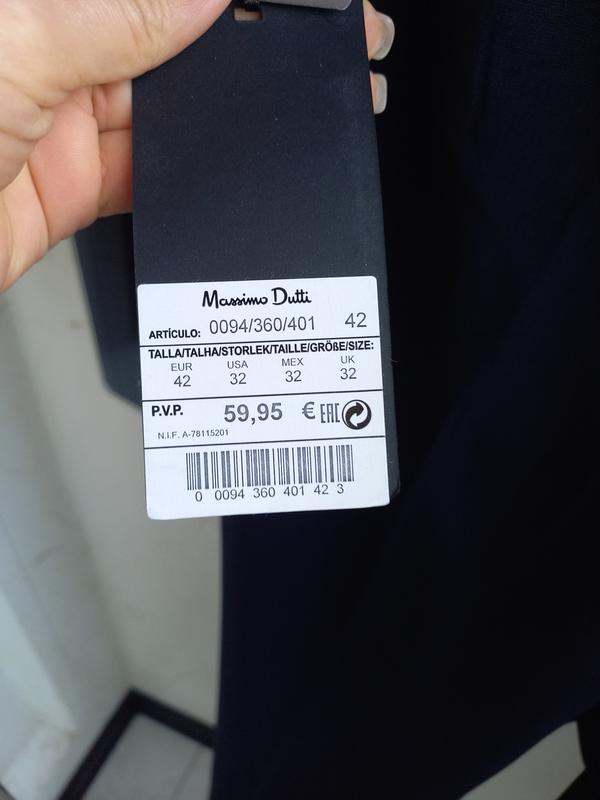 Massimo Dutti
ARTÍCULO: 0094/360/401 42
TALLA/TALHA/STORLEK/TAILLE/GRÖßE/SIZE:
EUR USA MEX UK
42 32 32 32
P.V.P. 59,95 € EAC
N.I.F. A-78115201
0 0094 360 401 42 3